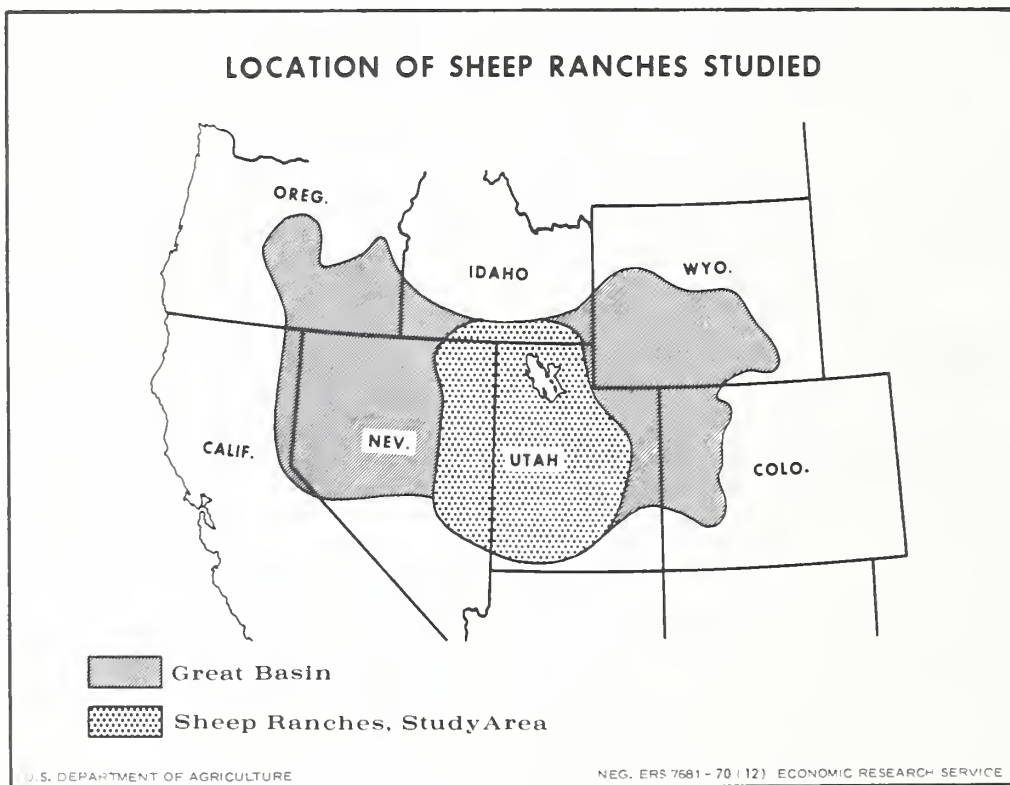 LOCATION OF SHEEP RANCHES STUDIED
OREG.
IDAHO
WYO.
CALIF.
NEV.
UTAH
COLO.
Great Basin
Sheep Ranches, Study Area
U.S. DEPARTMENT OF AGRICULTURE
NEG. ERS 7681-70 (12) ECONOMIC RESEARCH SERVICE